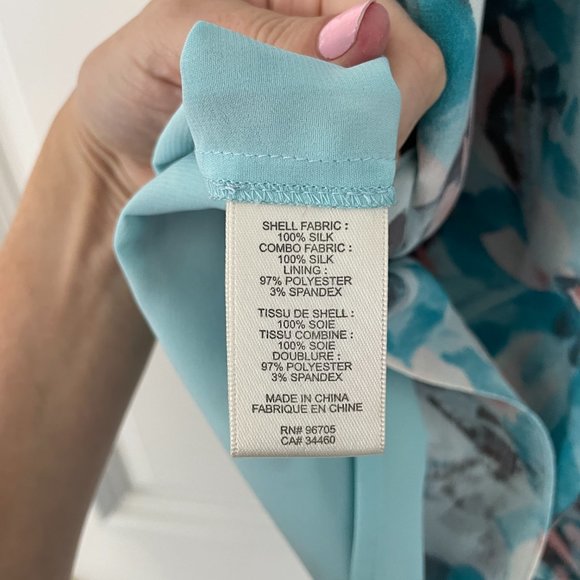 SHELL FABRIC :
100% SILK
COMBO FABRIC :
100% SILK
LINING :
97% POLYESTER
3% SPANDEX
TISSU DE SHELL :
100% SOIE
TISSU COMBINE :
100% SOIE
DOUBLURE :
97% POLYESTER
3% SPANDEX
MADE IN CHINA
FABRIQUE EN CHINE
RN# 96705
CA# 34460